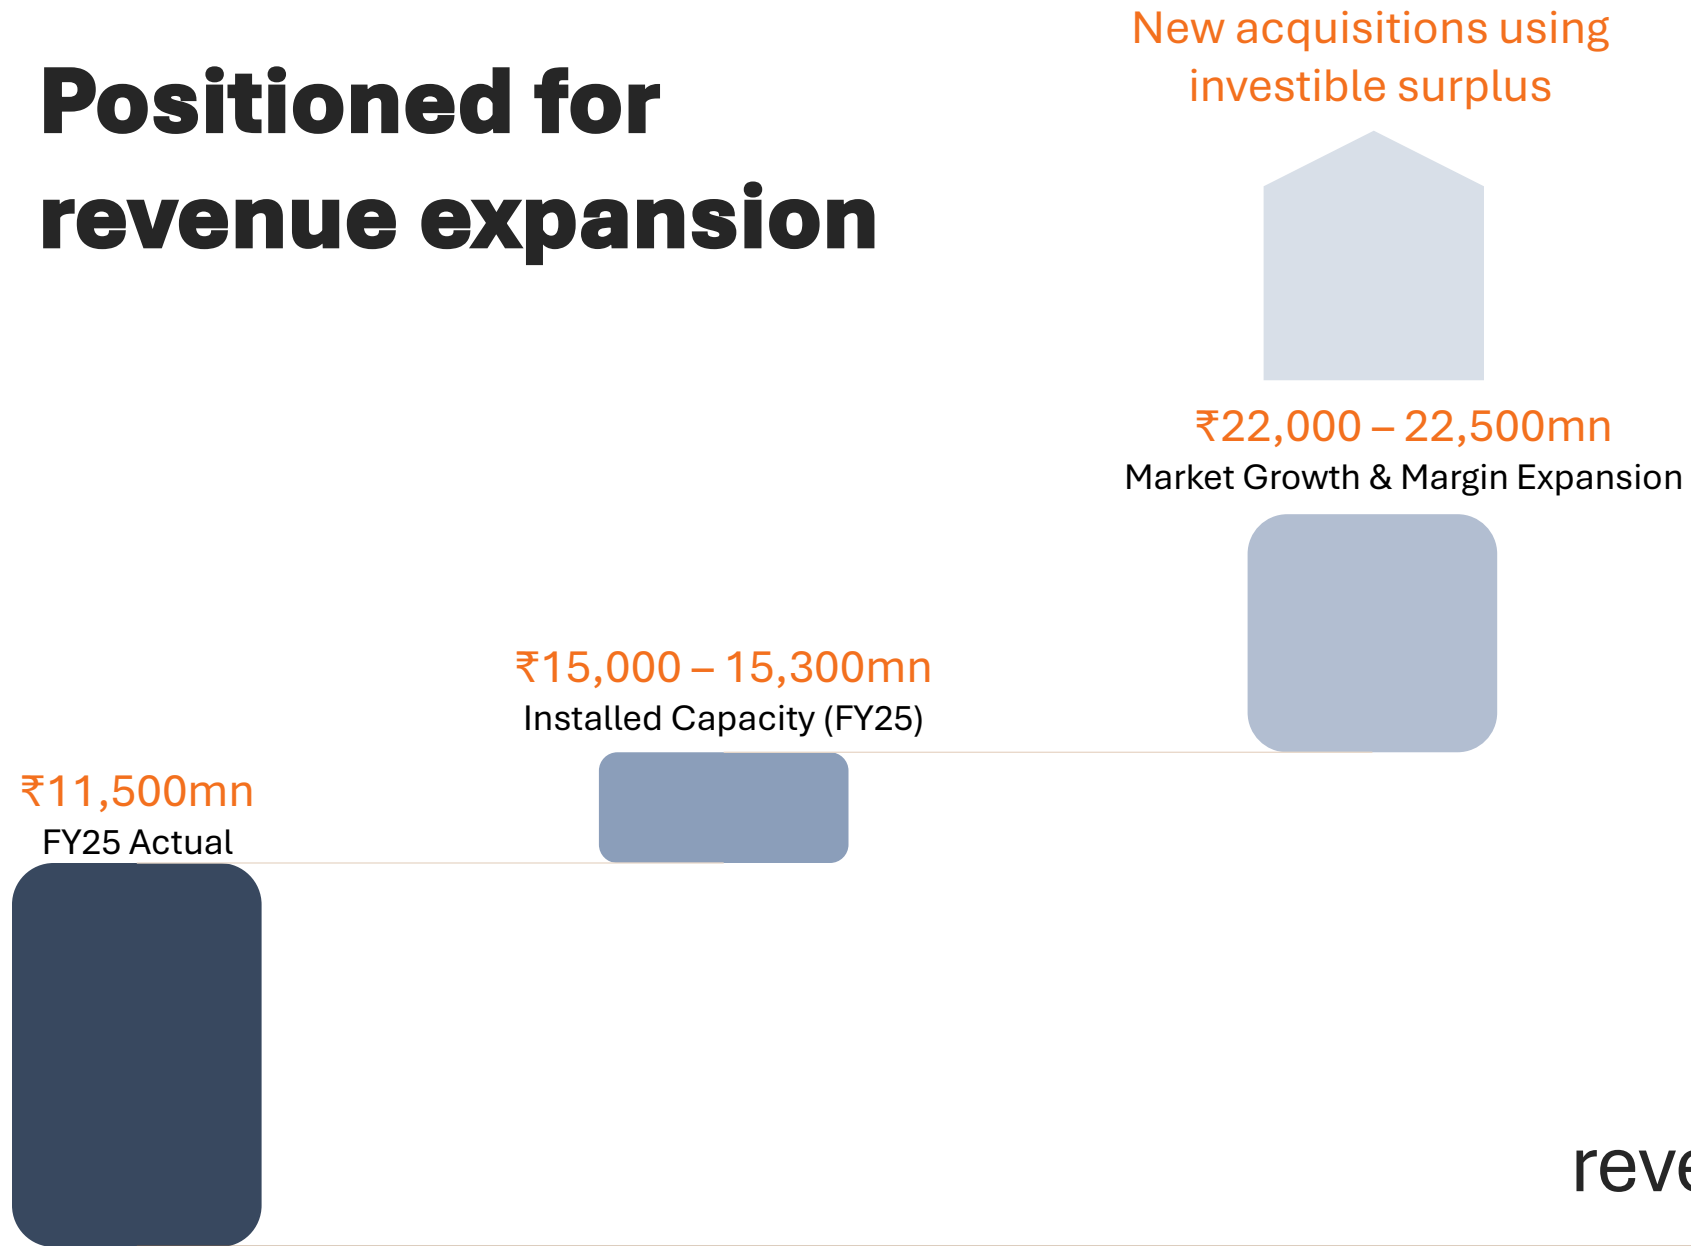 Positioned for
revenue expansion
New acquisitions using
investible surplus
₹22,000 – 22,500mn
Market Growth & Margin Expansion
₹15,000 – 15,300mn
Installed Capacity (FY25)
₹11,500mn
FY25 Actual